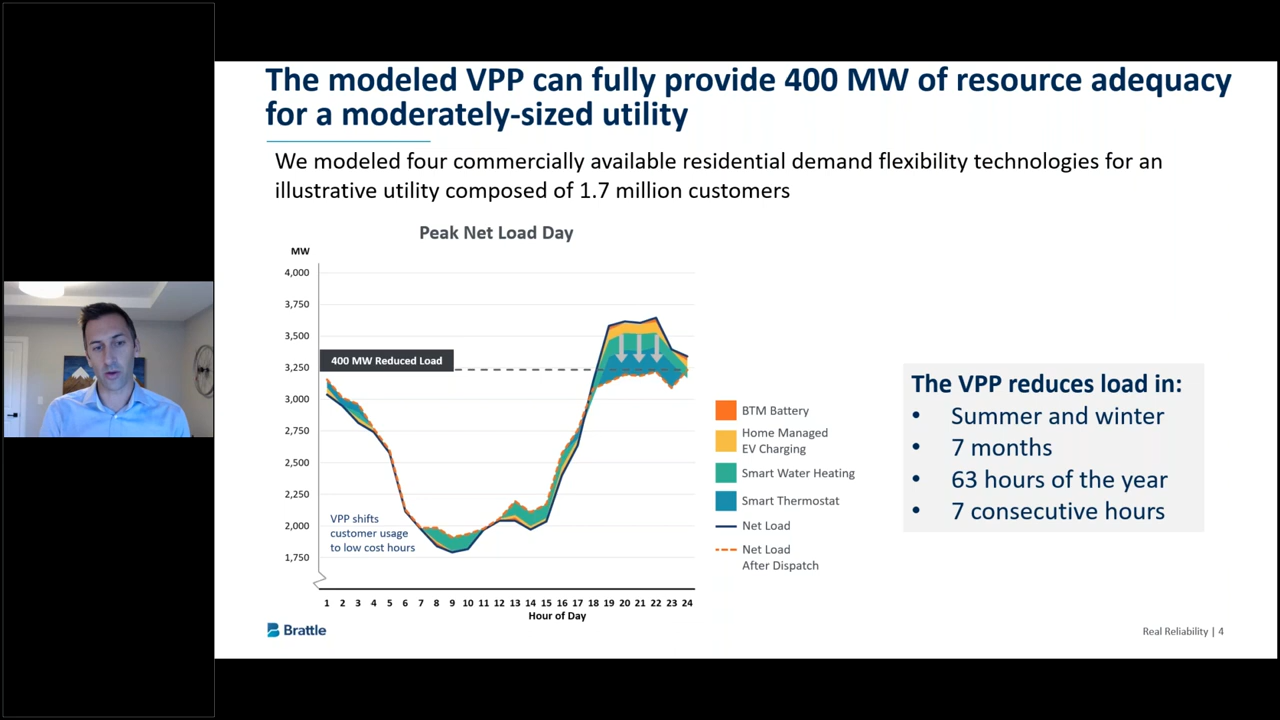 The modeled VPP can fully provide 400 MW of resource adequacy
for a moderately-sized utility
We modeled four commercially available residential demand flexibility technologies for an
illustrative utility composed of 1.7 million customers
Peak Net Load Day
MW
4,000
3,750
3,500
3,250
3,000
2,750
2,500
2,250
2,000
1,750
400 MW Reduced Load
VPP shifts
customer usage
to low cost hours
1 2 3 4 5 6 7 8 9 10 11 12 13 14 15 16 17 18 19 20 21 22 23 24
Hour of Day
BTM Battery
Home Managed
EV Charging
Smart Water Heating
Smart Thermostat
Net Load
Net Load
After Dispatch
The VPP reduces load in:
• Summer and winter
• 7 months
• 63 hours of the year
• 7 consecutive hours
Brattle
Real Reliability | 4